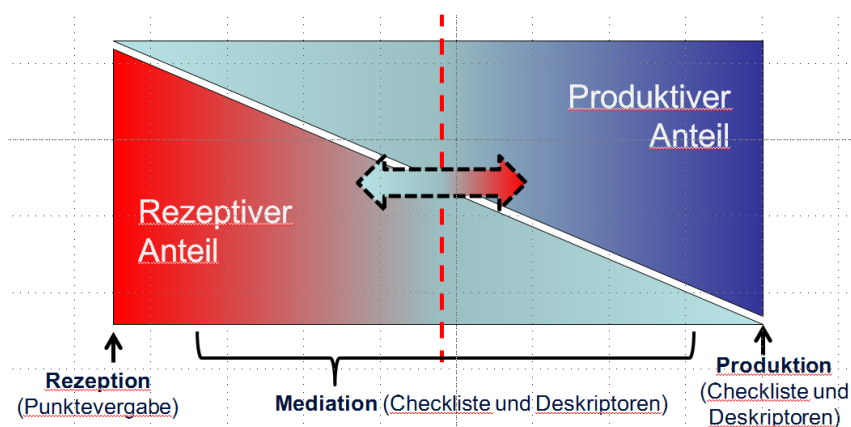 Produktiver
Anteil
Rezeptiver
Anteil
Rezeption
(Punktevergabe)
Mediation (Checkliste und Deskriptoren)
Produktion
(Checkliste und
Deskriptoren)